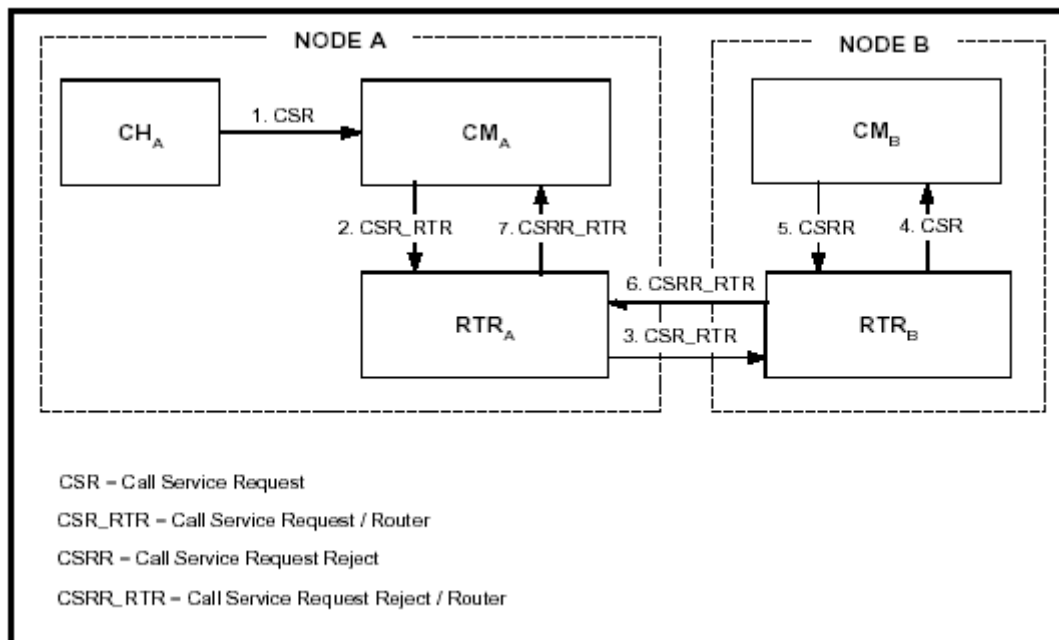 NODE A
NODE B
CH_A
1. CSR
CM_A
CM_B
2. CSR_RTR
7. CSRR_RTR
5. CSRR
4. CSR
6. CSRR_RTR
RTR_A
3. CSR_RTR
RTR_B
CSR – Call Service Request
CSR_RTR – Call Service Request / Router
CSRR – Call Service Request Reject
CSRR_RTR – Call Service Request Reject / Router